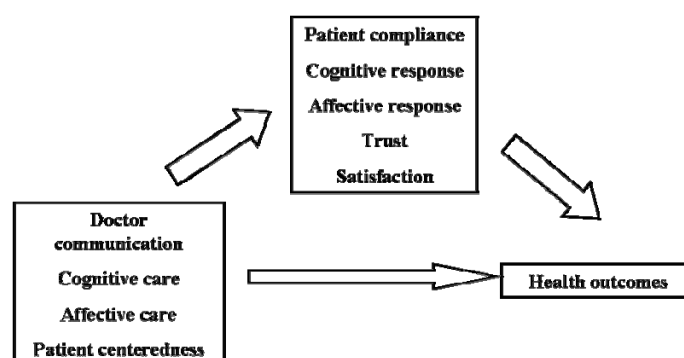 Patient compliance
Cognitive response
Affective response
Trust
Satisfaction
Doctor
communication
Cognitive care
Affective care
Patient centeredness
Health outcomes